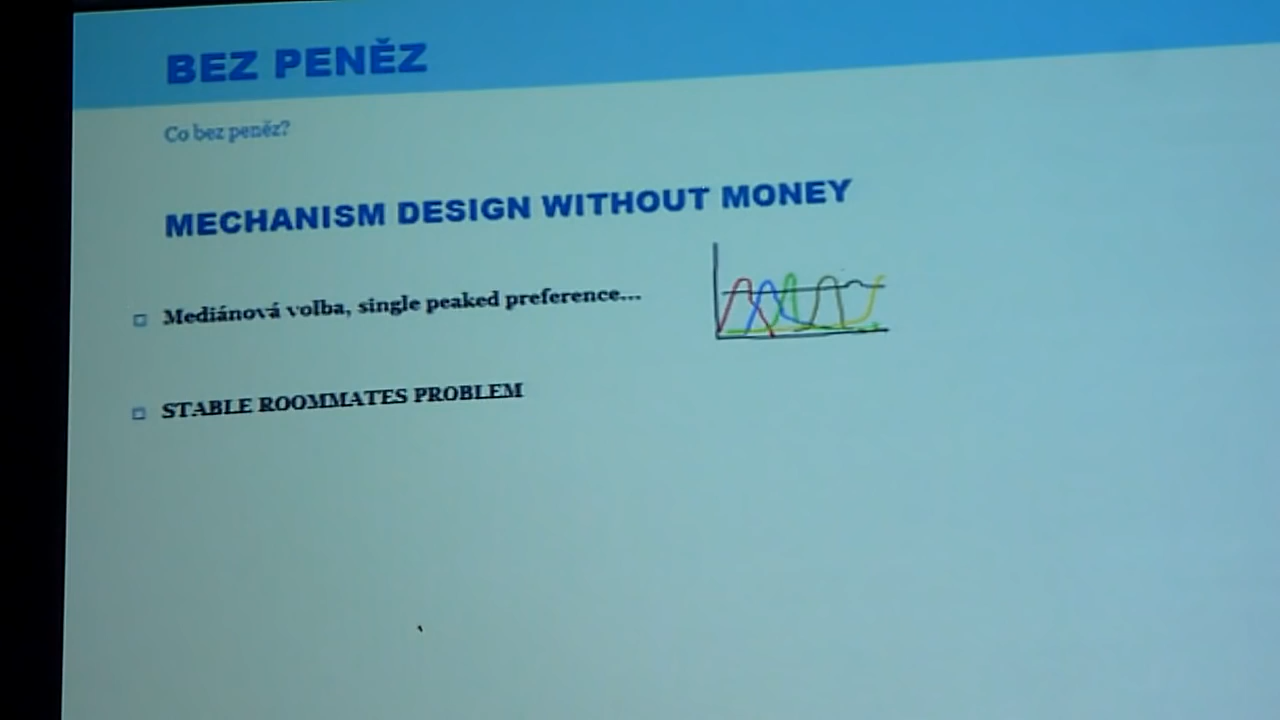 BEZ PENĚZ
Co bez peněz?
MECHANISM DESIGN WITHOUT MONEY
Mediánová volba, single peaked preference...
STABLE ROOMMATES PROBLEM